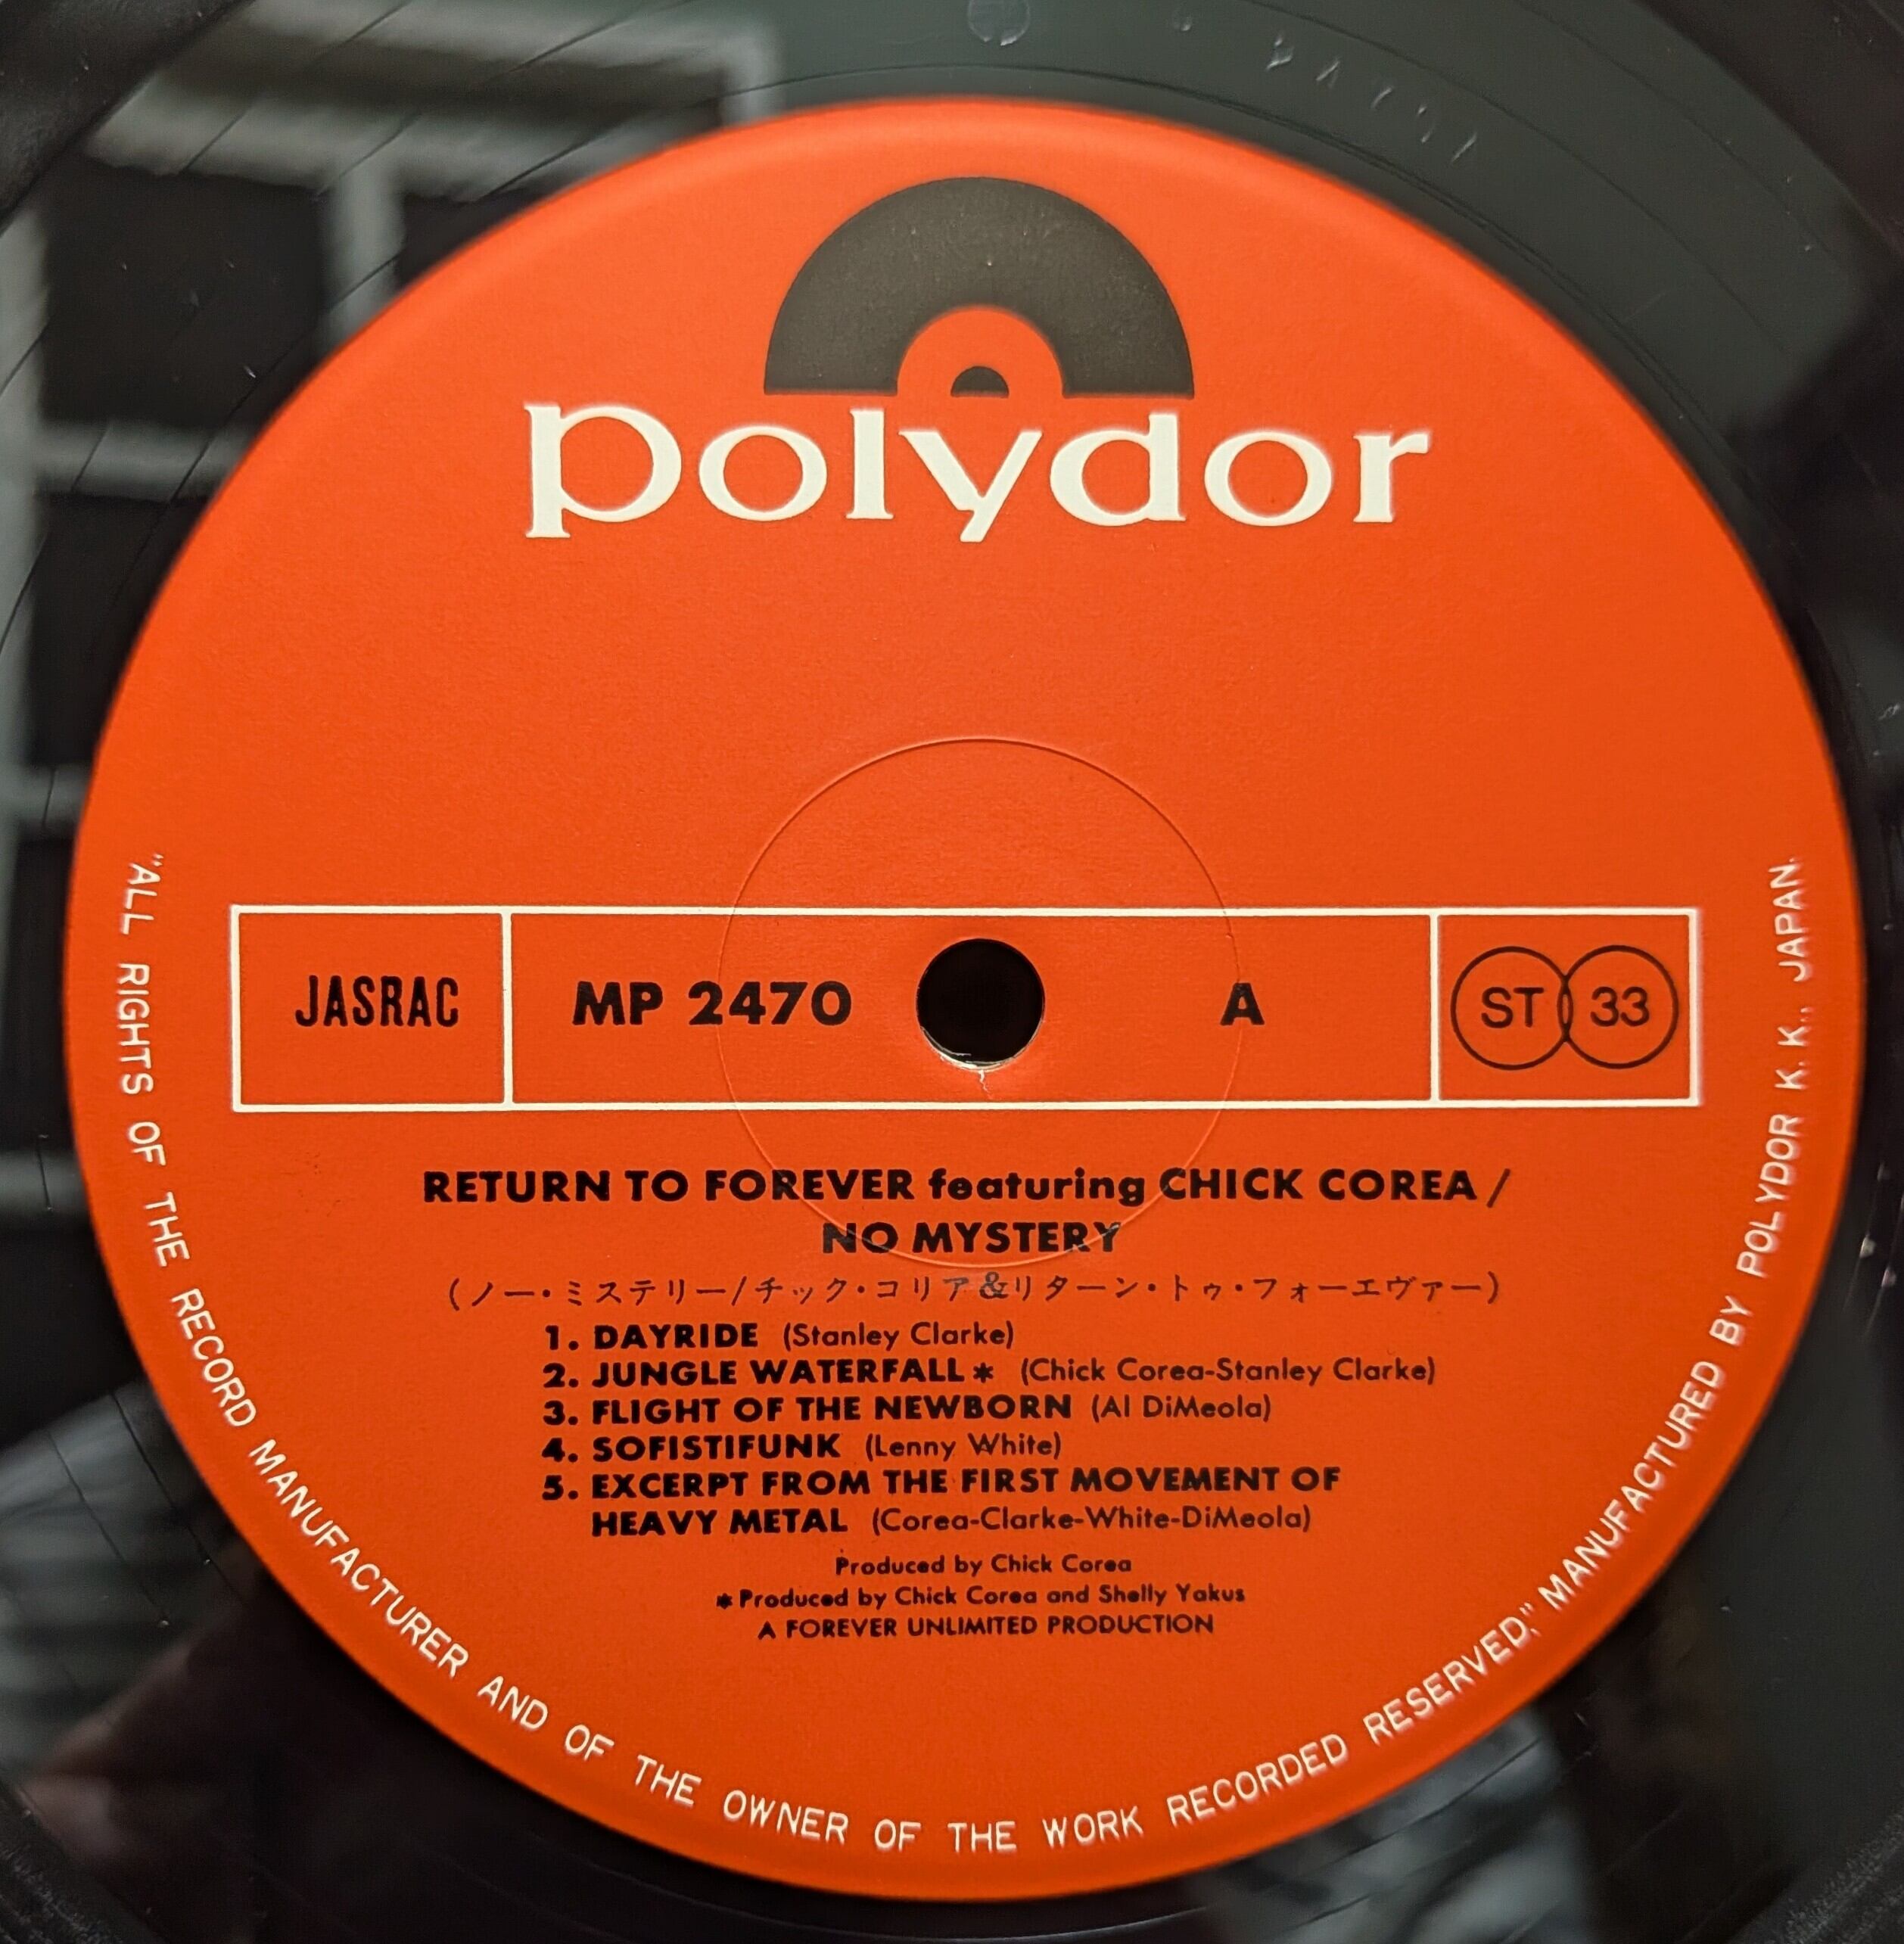 polydor
JASRAC
MP 2470
A
ST 33
RETURN TO FOREVER featuring CHICK COREA /
NO MYSTERY
(ノー・ミステリー/チック・コリア&リターン・トゥ・フォーエヴァー)
1. DAYRIDE (Stanley Clarke)
2. JUNGLE WATERFALL * (Chick Corea-Stanley Clarke)
3. FLIGHT OF THE NEWBORN (Al DiMeola)
4. SOFISTIFUNK (Lenny White)
5. EXCERPT FROM THE FIRST MOVEMENT OF
HEAVY METAL (Corea-Clarke-White-DiMeola)
Produced by Chick Corea
* Produced by Chick Corea and Shelly Yakus
A FOREVER UNLIMITED PRODUCTION
"ALL RIGHTS OF THE RECORD MANUFACTURER AND OF THE OWNER OF THE WORK RECORDED RESERVED," MANUFACTURED BY POLYDOR K.K., JAPAN.